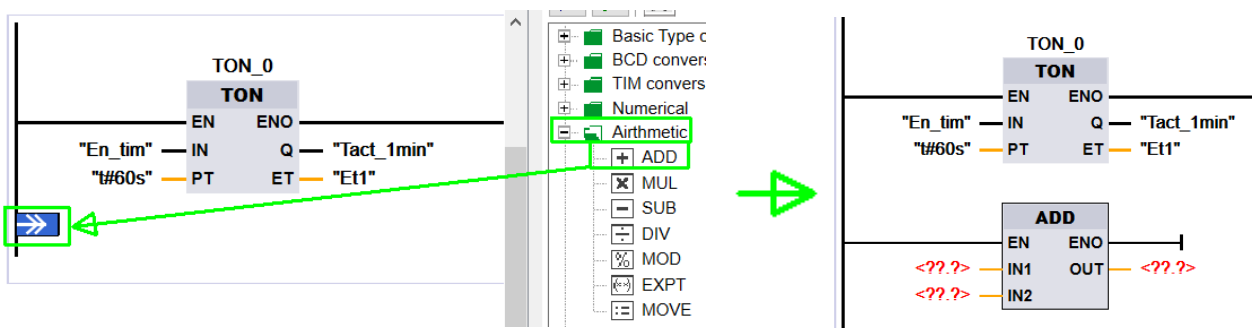 TON_0
TON
EN ENO
"En_tim" IN Q "Tact_1min"
"t#60s" PT ET "Et1"
Basic Type c
BCD convers
TIM convers
Numerical
Airthmetic
ADD
MUL
SUB
DIV
MOD
EXPT
MOVE
TON_0
TON
EN ENO
"En_tim" IN Q "Tact_1min"
"t#60s" PT ET "Et1"
ADD
EN ENO
<??.?> IN1 OUT <??.?>
<??.?> IN2